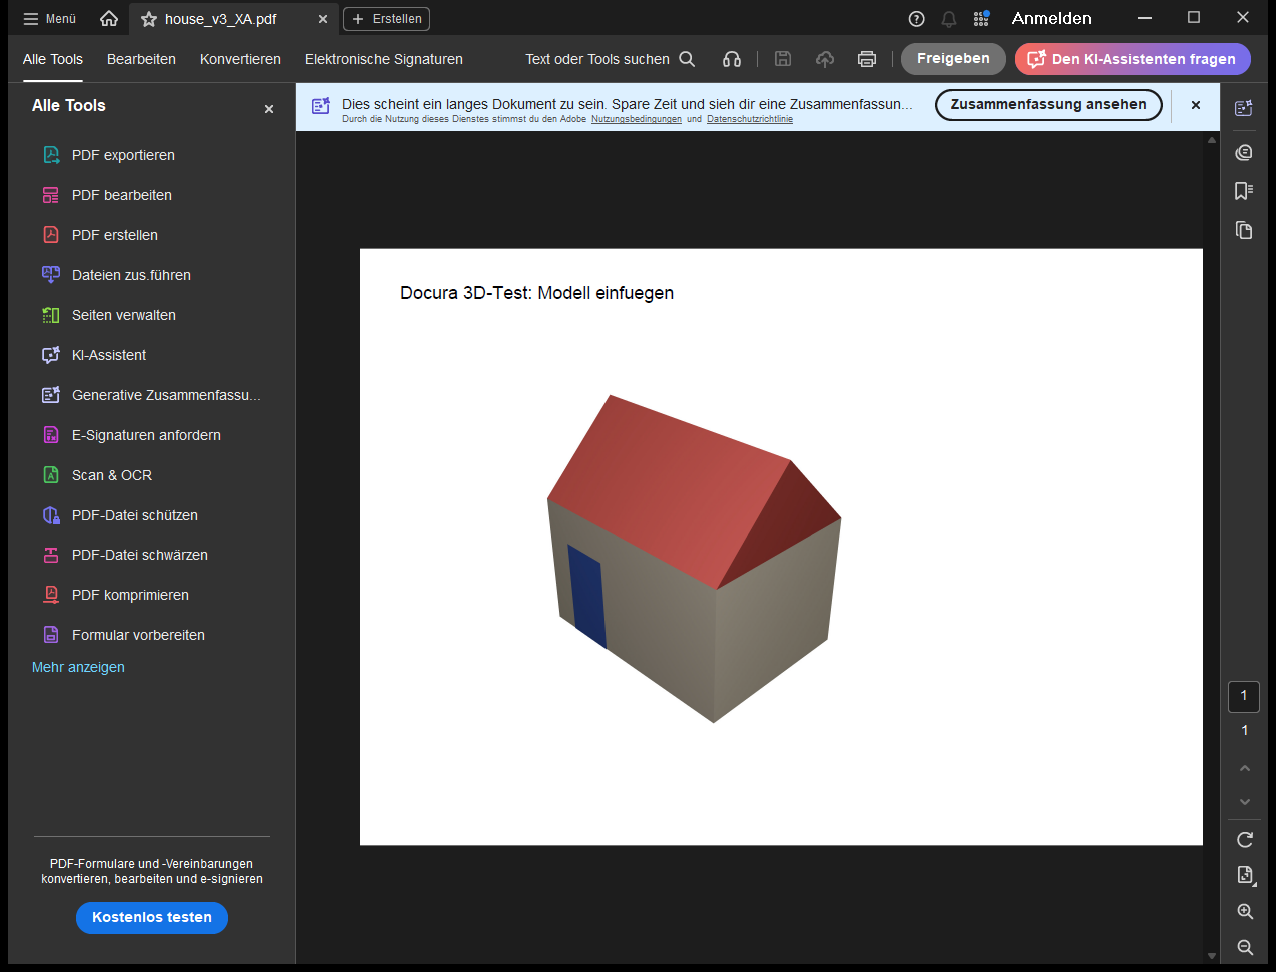 Menü
house_v3_XA.pdf
Erstellen
Anmelden
Alle Tools
Bearbeiten
Konvertieren
Elektronische Signaturen
Text oder Tools suchen
Freigeben
Den KI-Assistenten fragen
Alle Tools
Dies scheint ein langes Dokument zu sein. Spare Zeit und sieh dir eine Zusammenfassun...
Durch die Nutzung dieses Dienstes stimmst du den Adobe Nutzungsbedingungen und Datenschutzrichtlinie
Zusammenfassung ansehen
PDF exportieren
PDF bearbeiten
PDF erstellen
Dateien zus.führen
Seiten verwalten
KI-Assistent
Generative Zusammenfassu...
E-Signaturen anfordern
Scan & OCR
PDF-Datei schützen
PDF-Datei schwärzen
PDF komprimieren
Formular vorbereiten
Mehr anzeigen
PDF-Formulare und -Vereinbarungen
konvertieren, bearbeiten und e-signieren
Kostenlos testen
Docura 3D-Test: Modell einfuegen
1
1